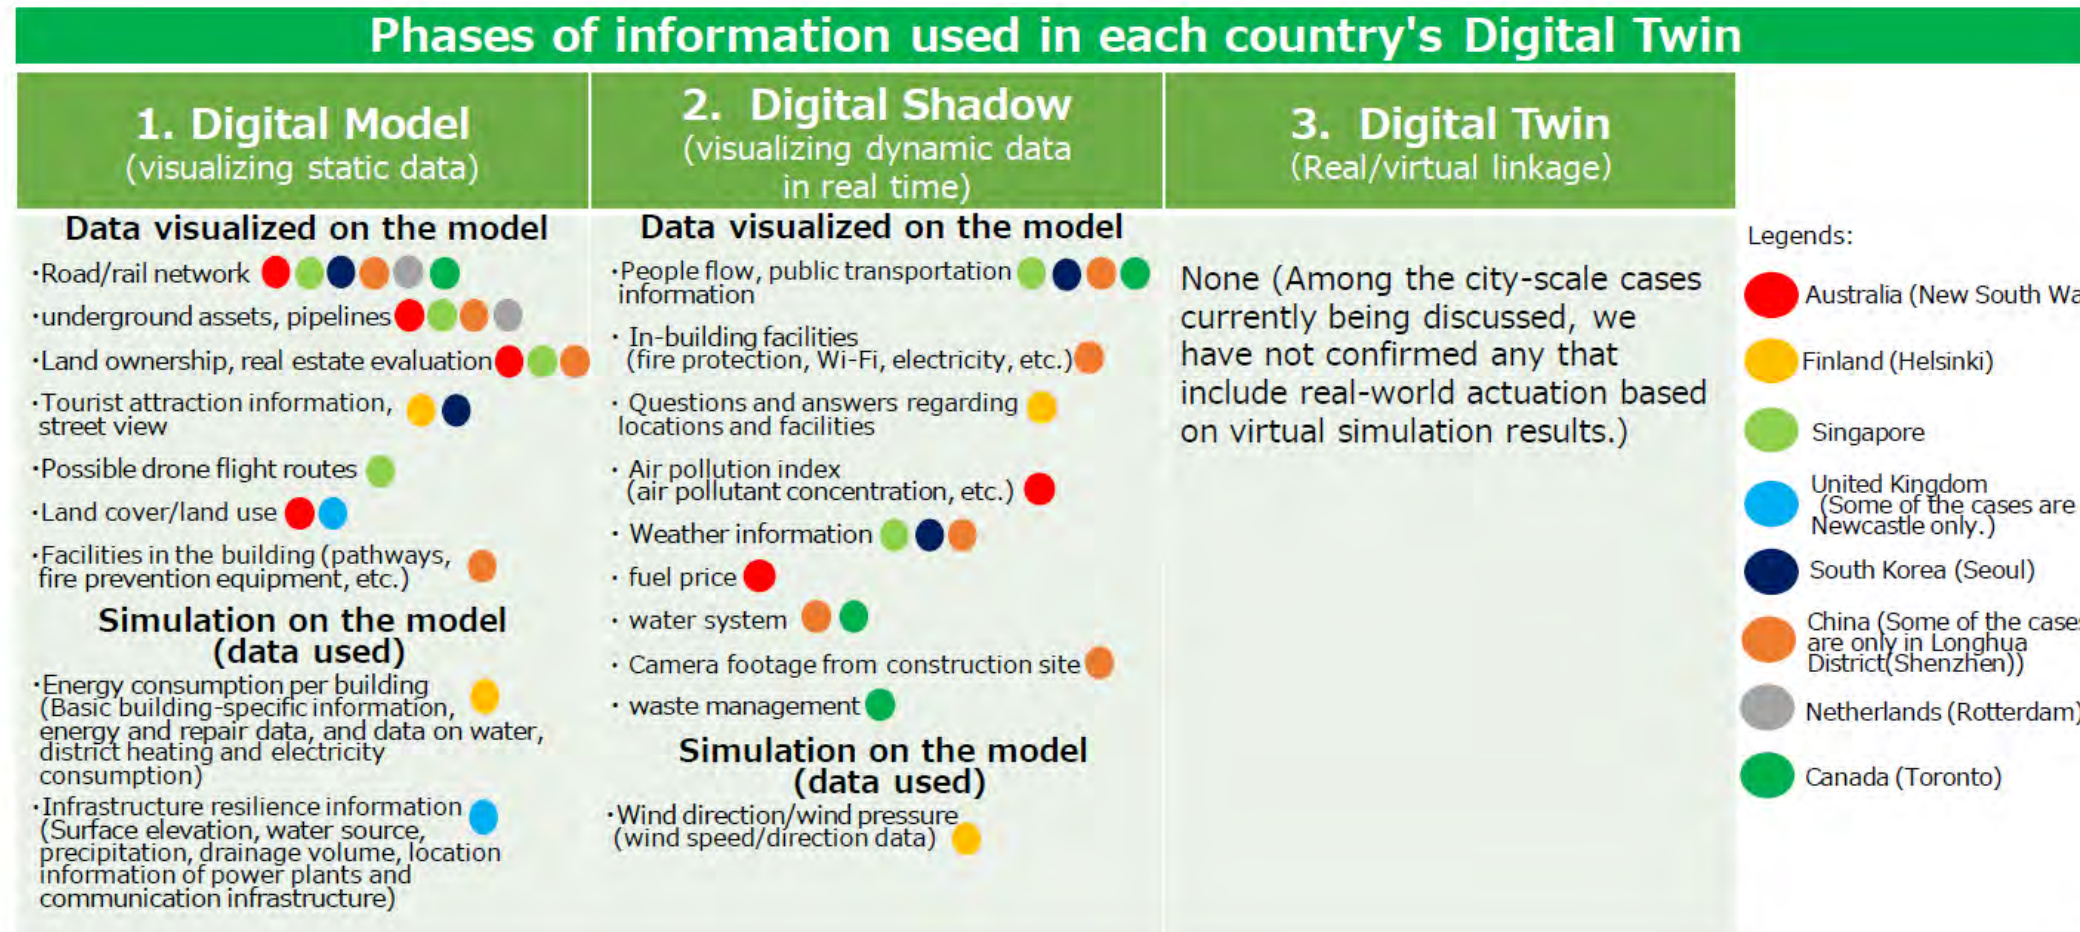 Phases of information used in each country's Digital Twin
1. Digital Model
(visualizing static data)
Data visualized on the model
・Road/rail network
・underground assets, pipelines
・Land ownership, real estate evaluation
・Tourist attraction information,
street view
・Possible drone flight routes
・Land cover/land use
・Facilities in the building (pathways,
fire prevention equipment, etc.)
Simulation on the model
(data used)
・Energy consumption per building
(Basic building-specific information,
energy and repair data, and data on water,
district heating and electricity
consumption)
・Infrastructure resilience information
(Surface elevation, water source,
precipitation, drainage volume, location
information of power plants and
communication infrastructure)
2. Digital Shadow
(visualizing dynamic data
in real time)
Data visualized on the model
・People flow, public transportation
information
・ In-building facilities
(fire protection, Wi-Fi, electricity, etc.)
・ Questions and answers regarding
locations and facilities
・ Air pollution index
(air pollutant concentration, etc.)
・ Weather information
・ fuel price
・ water system
・ Camera footage from construction site
・ waste management
Simulation on the model
(data used)
・Wind direction/wind pressure
(wind speed/direction data)
3. Digital Twin
(Real/virtual linkage)
None (Among the city-scale cases
currently being discussed, we
have not confirmed any that
include real-world actuation based
on virtual simulation results.)
Legends:
Australia (New South Wa
Finland (Helsinki)
Singapore
United Kingdom
(Some of the cases are
Newcastle only.)
South Korea (Seoul)
China (Some of the cases
are only in Longhua
District(Shenzhen))
Netherlands (Rotterdam)
Canada (Toronto)